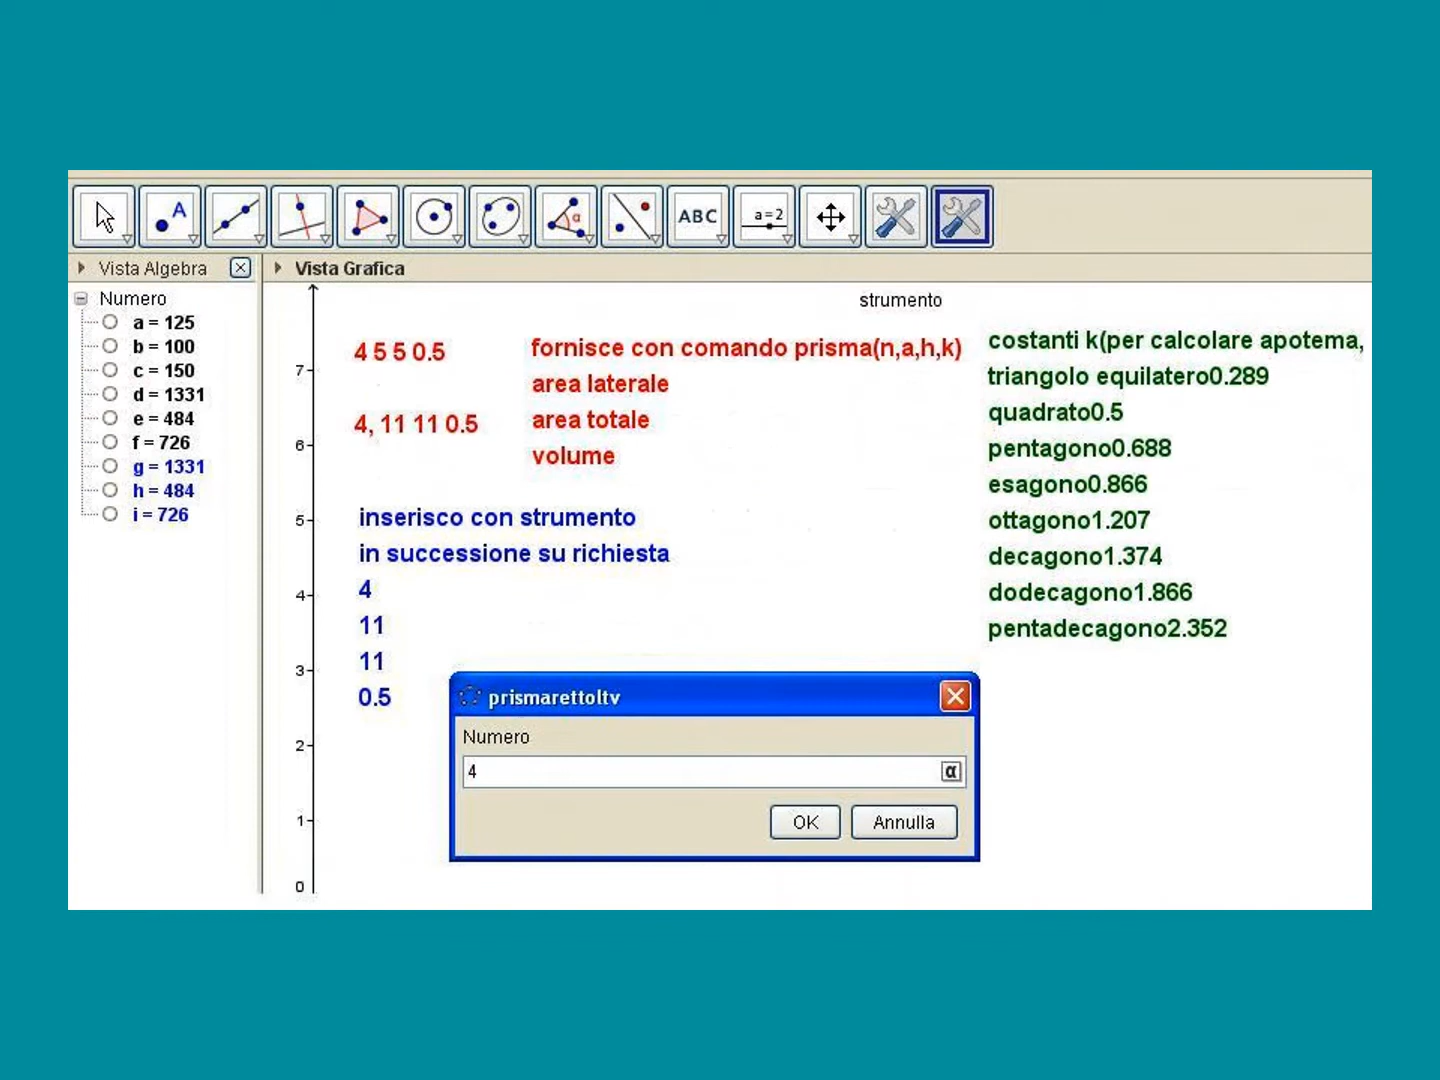 A
α
ABC
a=2
Vista Algebra
Vista Grafica
Numero
a = 125
b = 100
c = 150
d = 1331
e = 484
f = 726
g = 1331
h = 484
i = 726
7
6
5
4
3
2
1
0
strumento
4 5 5 0.5
4, 11 11 0.5
fornisce con comando prisma(n,a,h,k)
area laterale
area totale
volume
inserisco con strumento
in successione su richiesta
4
11
11
0.5
costanti k(per calcolare apotema,
triangolo equilatero0.289
quadrato0.5
pentagono0.688
esagono0.866
ottagono1.207
decagono1.374
dodecagono1.866
pentadecagono2.352
prismarettoltv
Numero
4
α
OK
Annulla